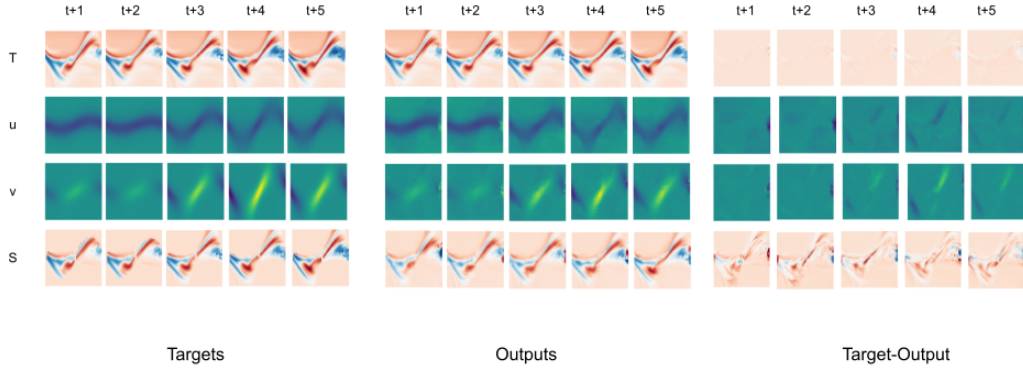 t+1 t+2 t+3 t+4 t+5 t+1 t+2 t+3 t+4 t+5 t+1 t+2 t+3 t+4 t+5
T
u
v
S
Targets Outputs Target-Output